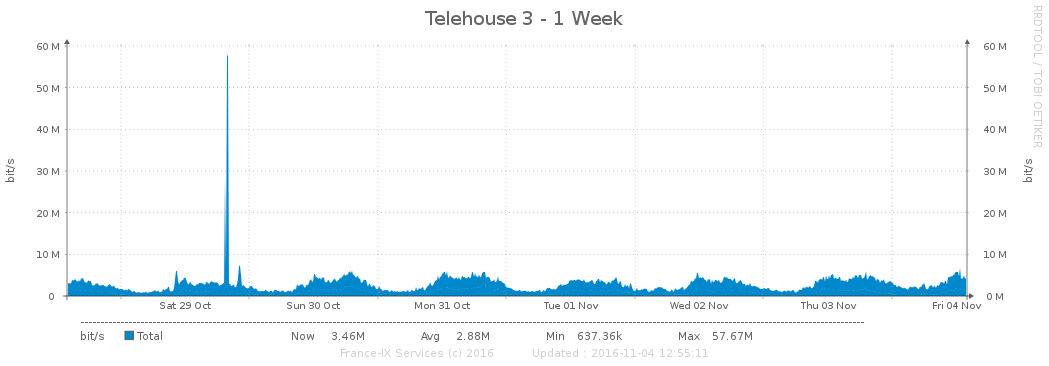 Telehouse 3 - 1 Week
RRDTOOL / TOBI OETIKER
60 M 60 M
50 M 50 M
40 M 40 M
30 M 30 M
20 M 20 M
10 M 10 M
0 0 M
bit/s
bit/s
Sat 29 Oct Sun 30 Oct Mon 31 Oct Tue 01 Nov Wed 02 Nov Thu 03 Nov Fri 04 Nov
bit/s Total Now 3.46M Avg 2.88M Min 637.36k Max 57.67M
France-IX Services (c) 2016 Updated : 2016-11-04 12:55:11